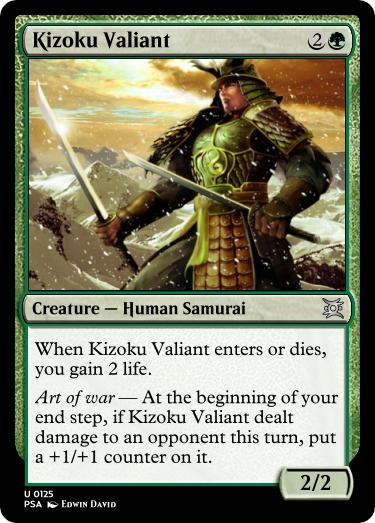 Kizoku Valiant 2
Creature — Human Samurai
When Kizoku Valiant enters or dies,
you gain 2 life.
Art of war — At the beginning of your
end step, if Kizoku Valiant dealt
damage to an opponent this turn, put
a +1/+1 counter on it.
2/2
U 0125
PSA Edwin David